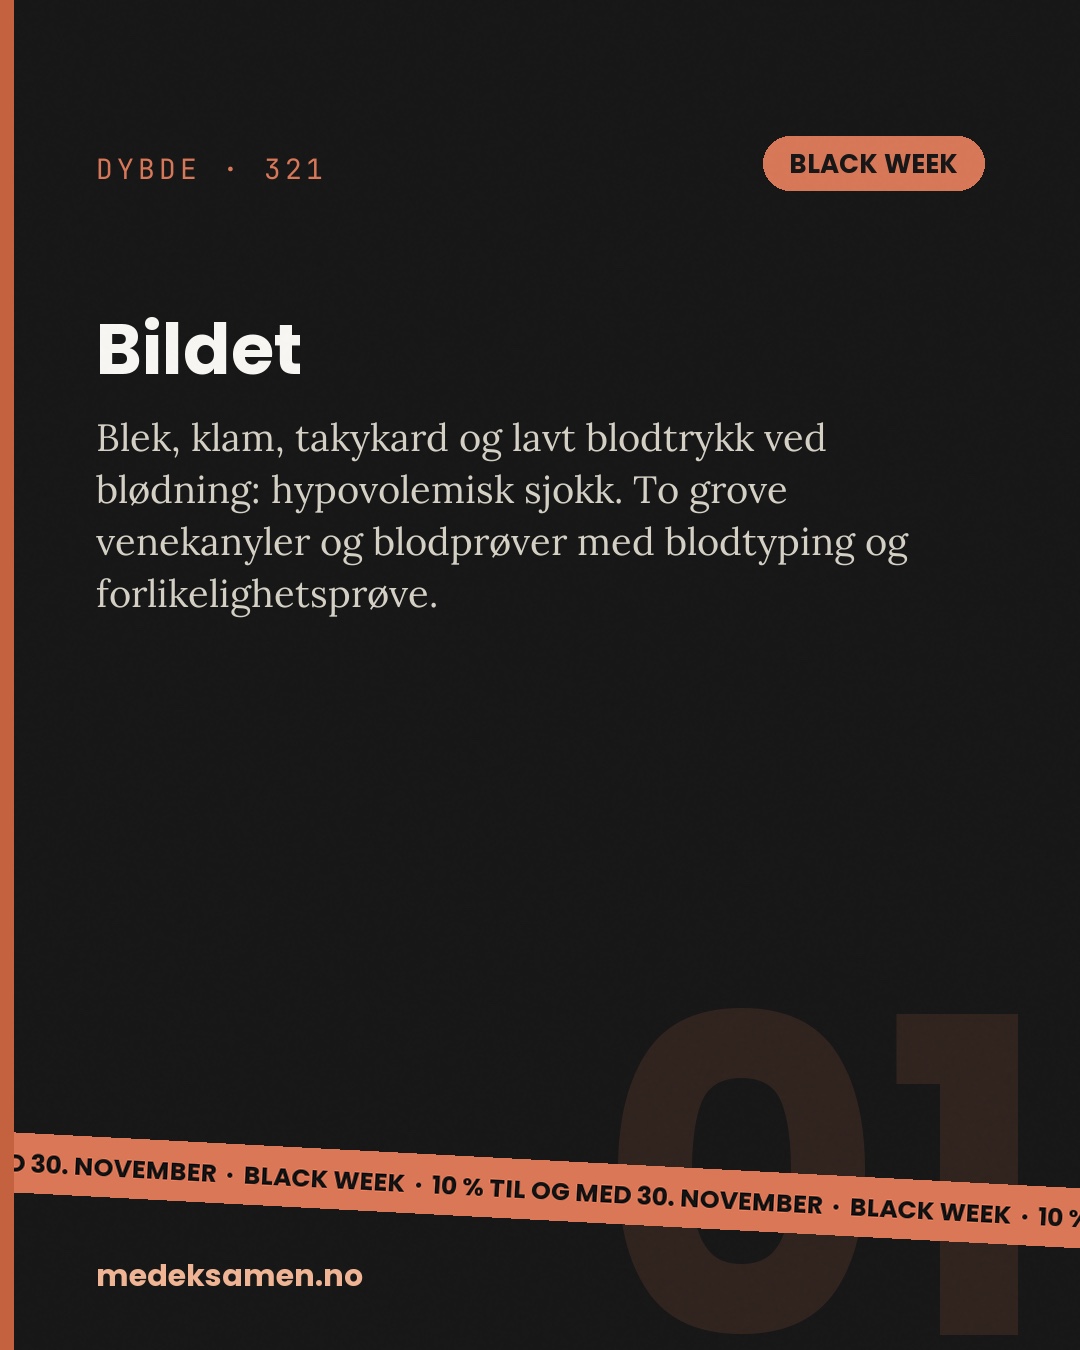 DYBDE · 321
BLACK WEEK
Bildet
Blek, klam, takykard og lavt blodtrykk ved
blødning: hypovolemisk sjokk. To grove
venekanyler og blodprøver med blodtyping og
forlikelighetsprøve.
01
D 30. NOVEMBER · BLACK WEEK · 10 % TIL OG MED 30. NOVEMBER · BLACK WEEK · 10 %
medeksamen.no